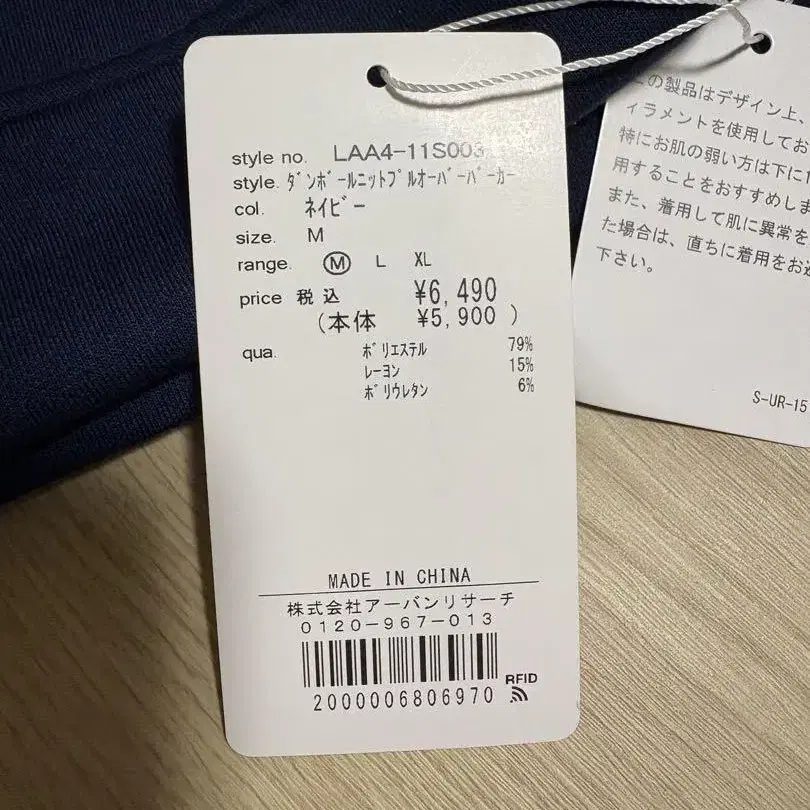 style no. LAA4-11S003
style. ﾀﾞﾝﾎﾞｰﾙﾆｯﾄﾌﾟﾙｵｰﾊﾞｰﾊﾟｰｶｰ
col. ﾈｲﾋﾞｰ
size. M
range. Ⓜ L XL
price 税込 ¥6,490
(本体 ¥5,900 )
qua. ﾎﾟﾘｴｽﾃﾙ 79%
ﾚｰﾖﾝ 15%
ﾎﾟﾘｳﾚﾀﾝ 6%
MADE IN CHINA
株式会社アーバンリサーチ
0120-967-013
2000006806970
RFID
の製品はデザイン上、
ィラメントを使用してお
特にお肌の弱い方は下に
用することをおすすめしま
また、着用して肌に異常を
た場合は、直ちに着用をお
下さい。
S-UR-15